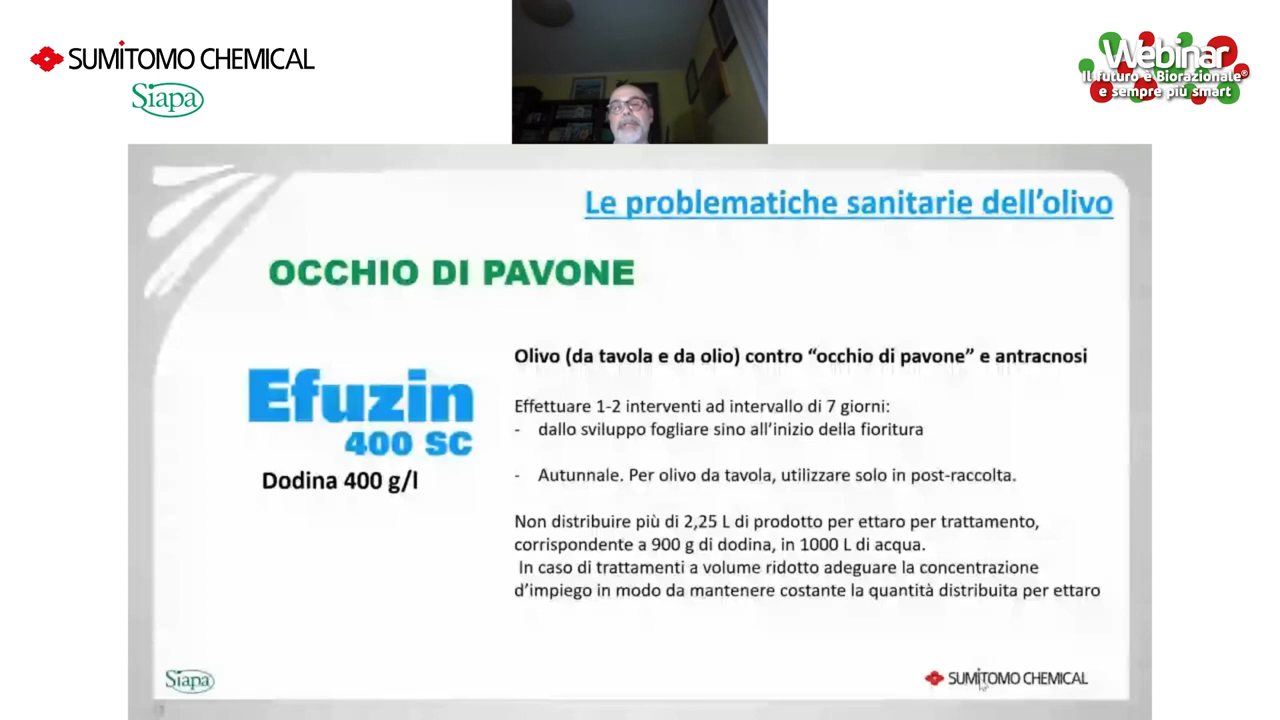 SUMITOMO CHEMICAL
Siapa
Webinar
Il futuro è Biorazionale®
e sempre più smart
Le problematiche sanitarie dell'olivo
OCCHIO DI PAVONE
Efuzin
400 SC
Dodina 400 g/l
Olivo (da tavola e da olio) contro “occhio di pavone” e antracnosi
Effettuare 1-2 interventi ad intervallo di 7 giorni:
- dallo sviluppo fogliare sino all'inizio della fioritura
- Autunnale. Per olivo da tavola, utilizzare solo in post-raccolta.
Non distribuire più di 2,25 L di prodotto per ettaro per trattamento,
corrispondente a 900 g di dodina, in 1000 L di acqua.
In caso di trattamenti a volume ridotto adeguare la concentrazione
d'impiego in modo da mantenere costante la quantità distribuita per ettaro
Siapa
SUMITOMO CHEMICAL